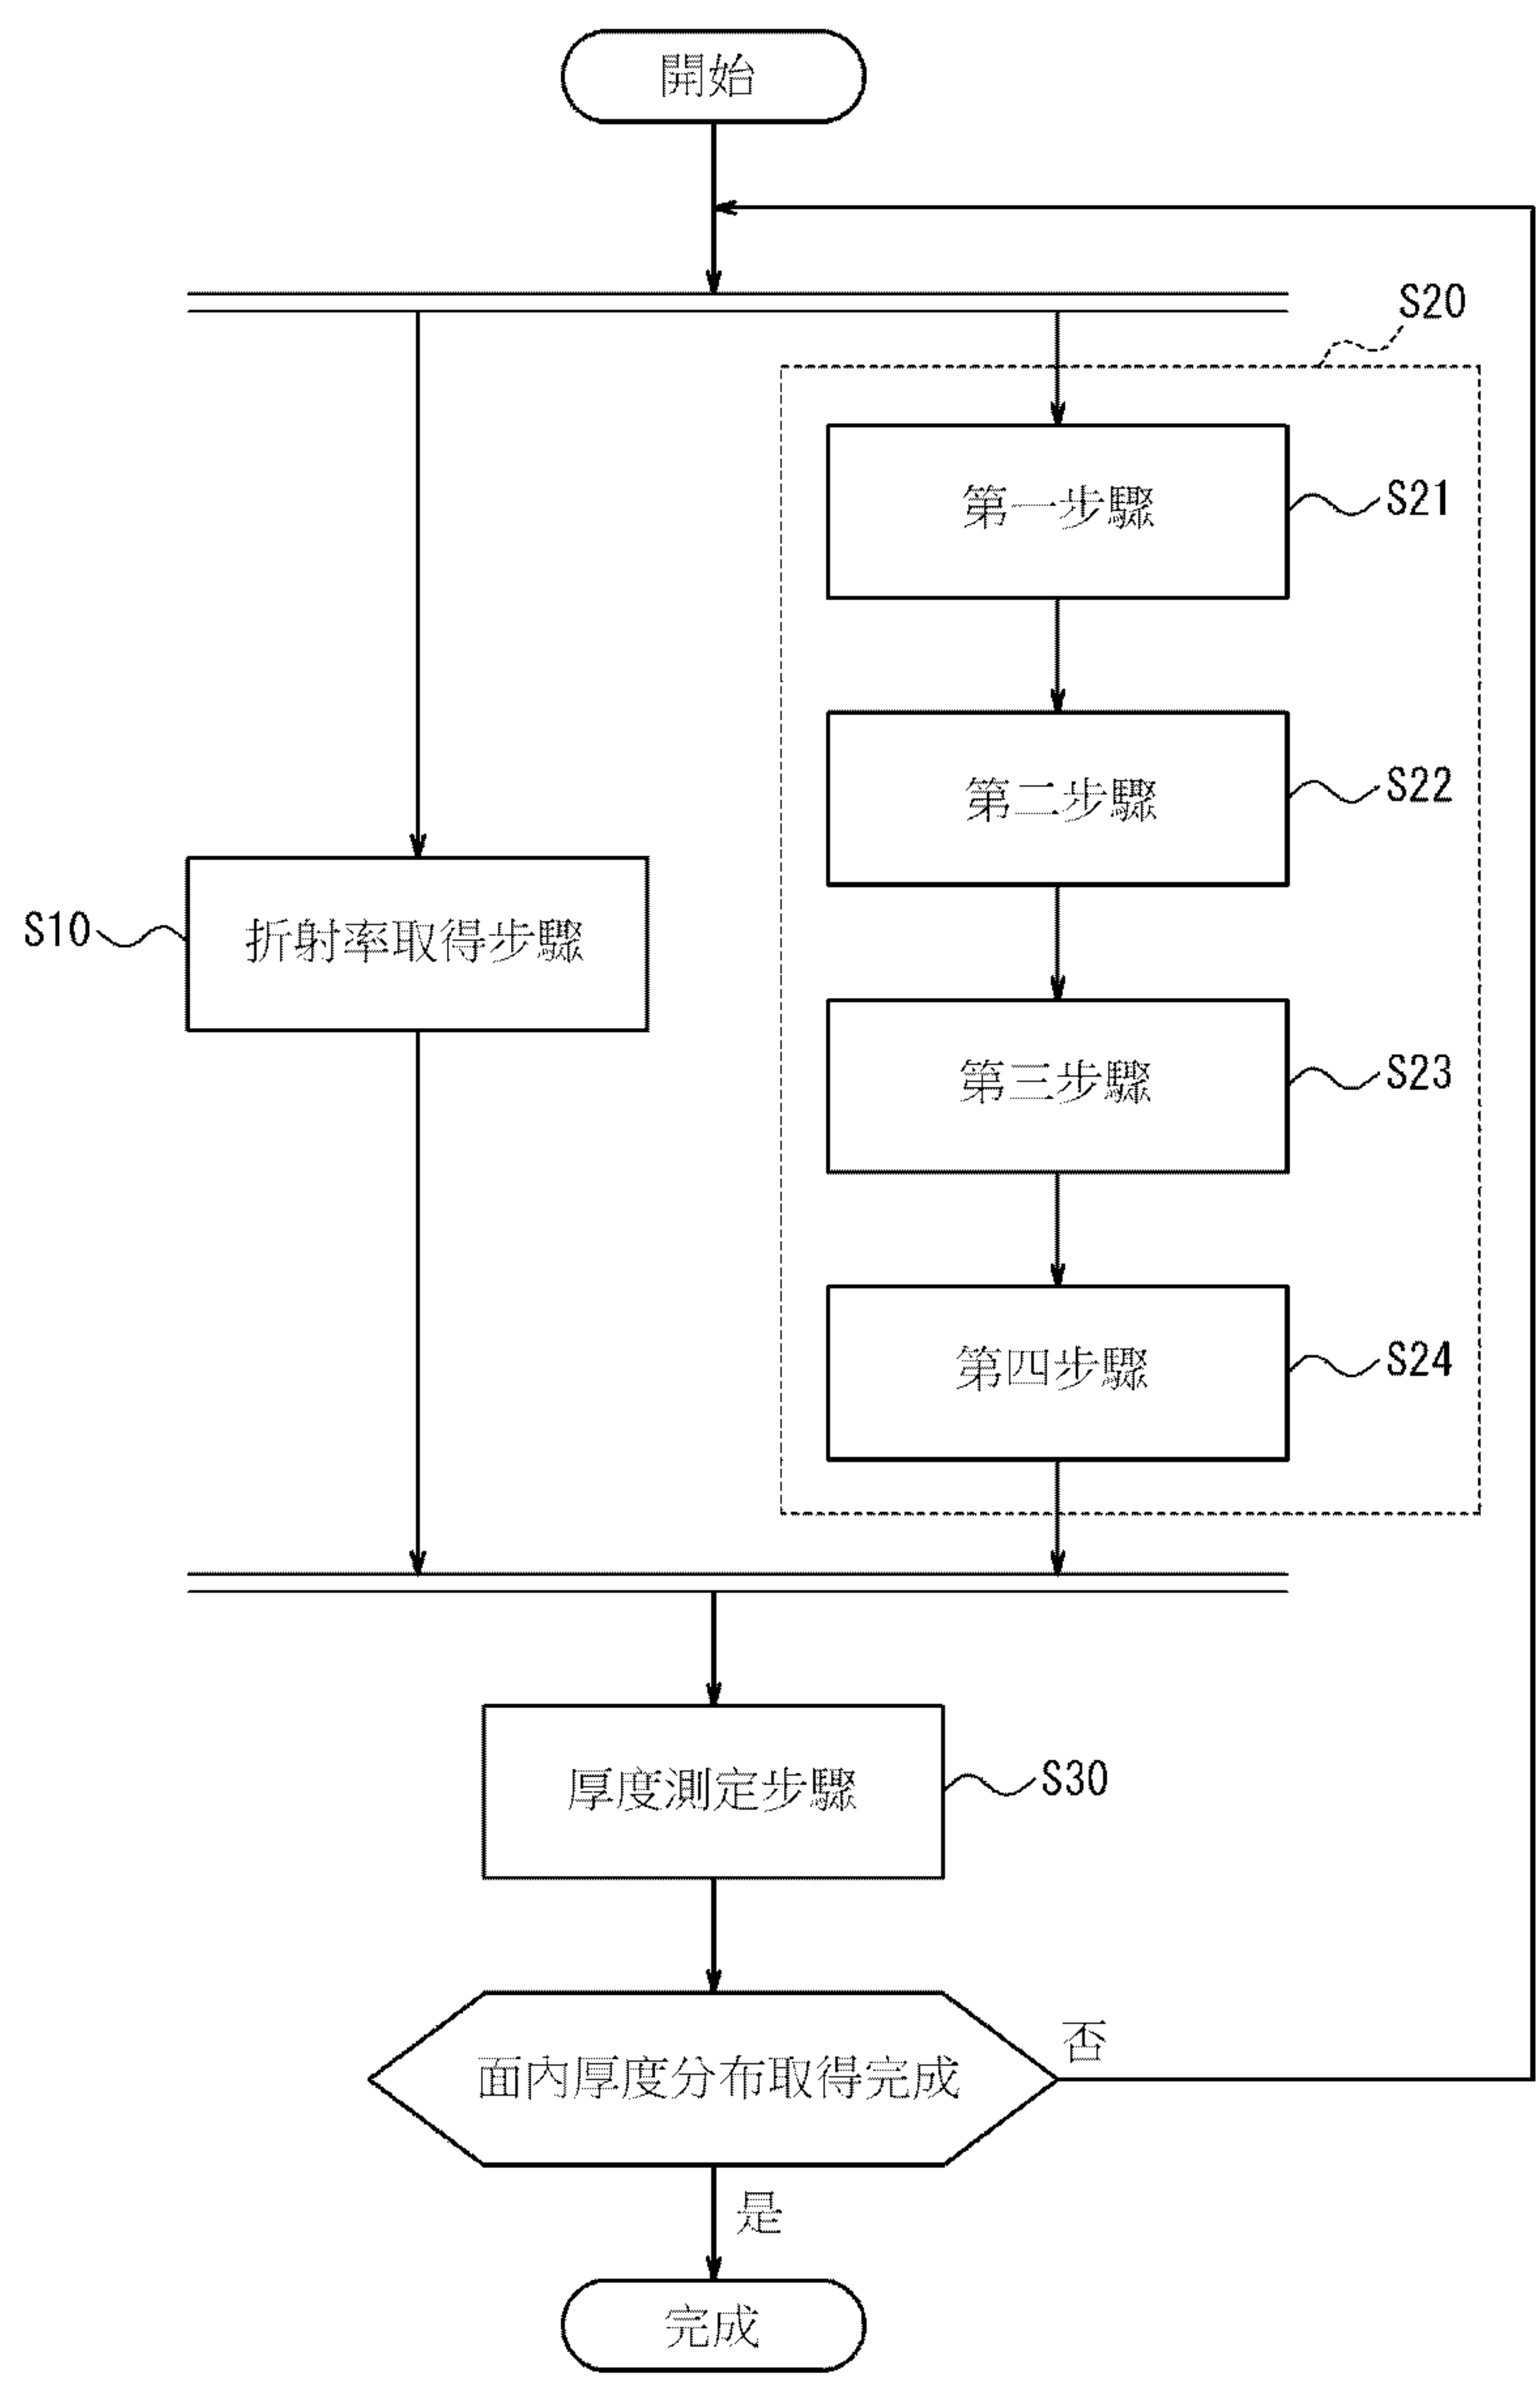 開始
S20
第一步驟
S21
第二步驟
S22
S10
折射率取得步驟
第三步驟
S23
第四步驟
S24
厚度測定步驟
S30
否
面內厚度分布取得完成
是
完成